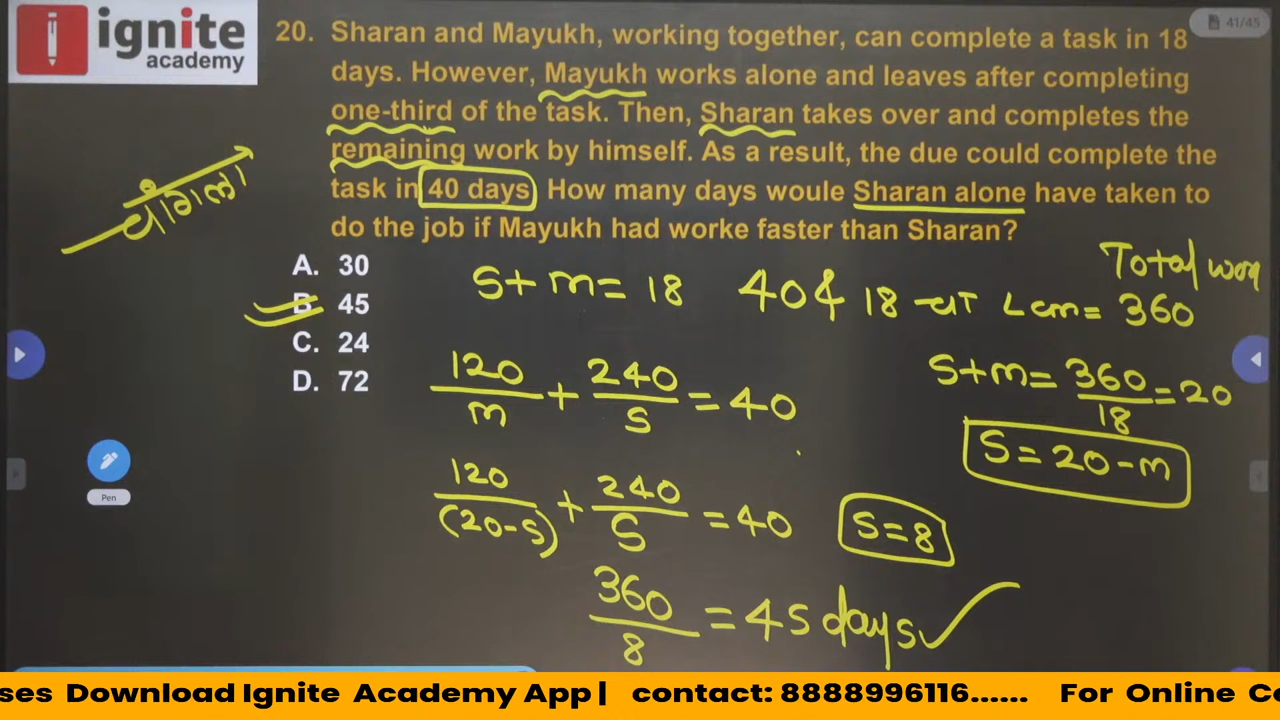 ignite
academy
41/45
20. Sharan and Mayukh, working together, can complete a task in 18
days. However, Mayukh works alone and leaves after completing
one-third of the task. Then, Sharan takes over and completes the
remaining work by himself. As a result, the due could complete the
task in 40 days. How many days woule Sharan alone have taken to
do the job if Mayukh had worke faster than Sharan?
A. 30
B. 45
C. 24
D. 72
चांगला
S+m= 18 40& 18 चा Lcm= 360
Total wor
120/m + 240/S = 40
S+m= 360/18 = 20
S= 20-m
120/(20-S) + 240/S = 40
S=8
360/8 = 45 days
Pen
ses Download Ignite Academy App | contact: 8888996116...... For Online Co